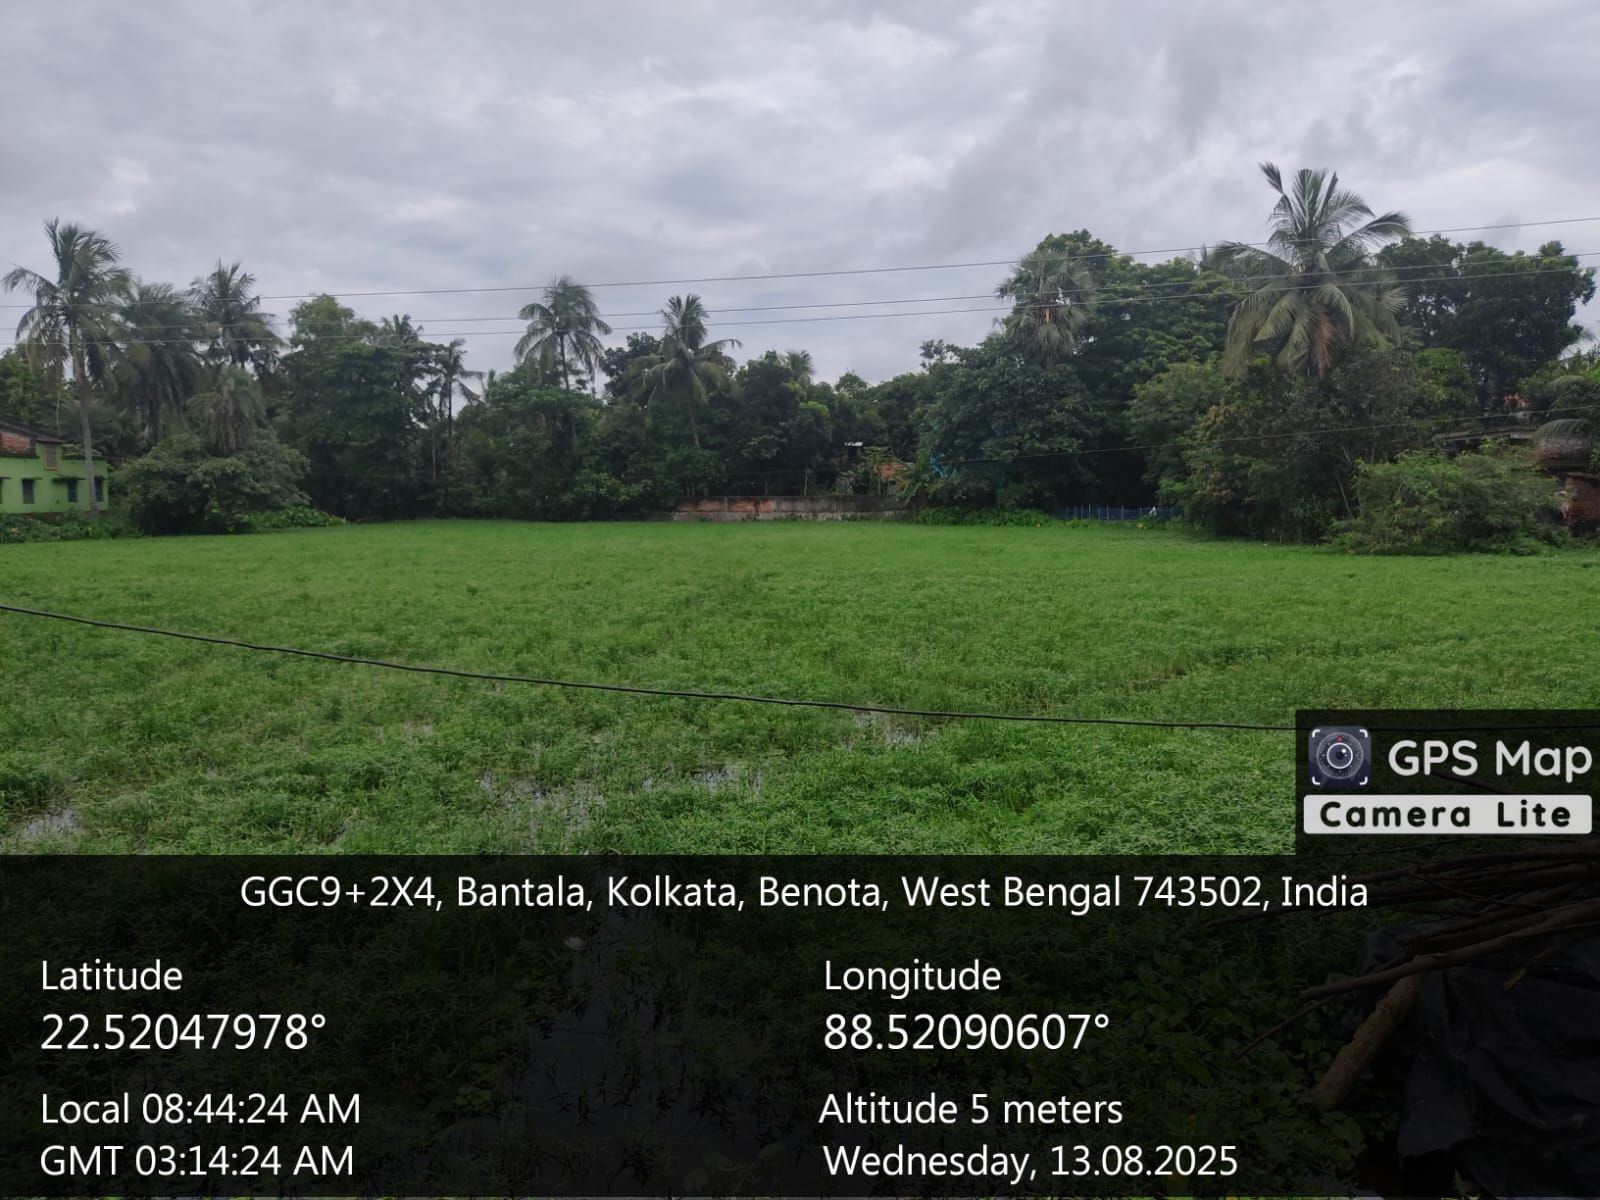 GPS Map
Camera Lite
GGC9+2X4, Bantala, Kolkata, Benota, West Bengal 743502, India
Latitude
22.52047978°
Longitude
88.52090607°
Local 08:44:24 AM
GMT 03:14:24 AM
Altitude 5 meters
Wednesday, 13.08.2025